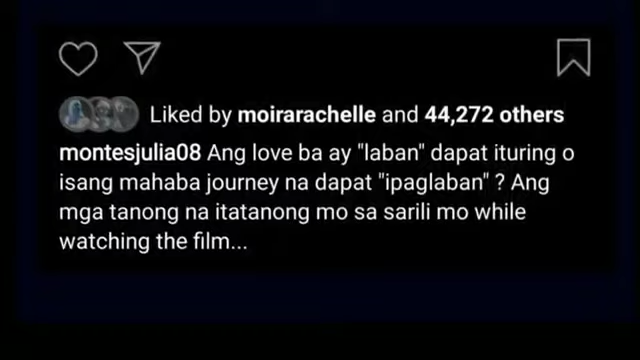 Liked by moirarachelle and 44,272 others
montesjulia08 Ang love ba ay "laban" dapat ituring o
isang mahaba journey na dapat "ipaglaban" ? Ang
mga tanong na itatanong mo sa sarili mo while
watching the film...